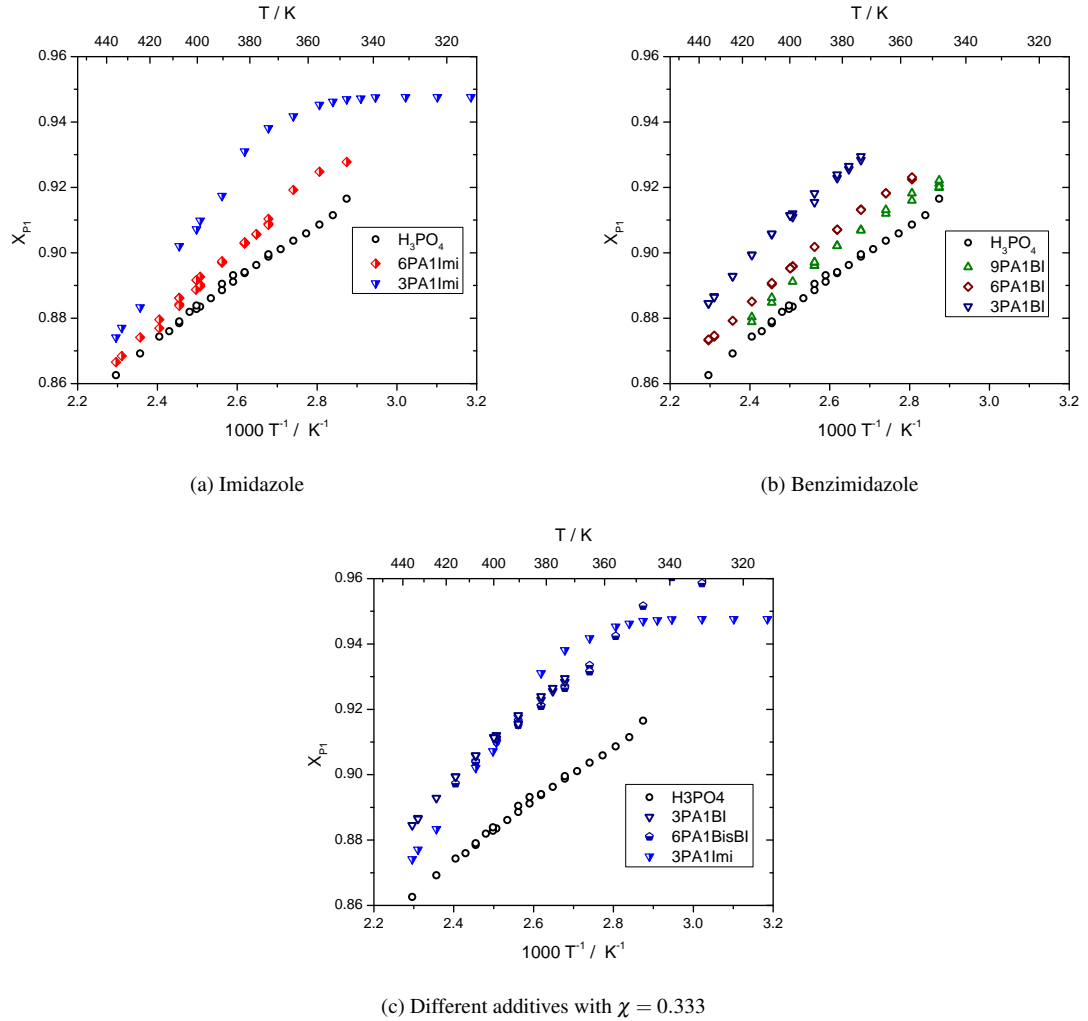 T / K
440 420 400 380 360 340 320
0.96
0.94
0.92
0.90
0.88
0.86
X_P1
H₃PO₄
6PA1Imi
3PA1Imi
2.2 2.4 2.6 2.8 3.0 3.2
1000 T⁻¹ / K⁻¹
(a) Imidazole
T / K
440 420 400 380 360 340 320
0.96
0.94
0.92
0.90
0.88
0.86
X_P1
H₃PO₄
9PA1BI
6PA1BI
3PA1BI
2.2 2.4 2.6 2.8 3.0 3.2
1000 T⁻¹ / K⁻¹
(b) Benzimidazole
T / K
440 420 400 380 360 340 320
0.96
0.94
0.92
0.90
0.88
0.86
X_P1
H3PO4
3PA1BI
6PA1BisBI
3PA1Imi
2.2 2.4 2.6 2.8 3.0 3.2
1000 T⁻¹ / K⁻¹
(c) Different additives with χ = 0.333